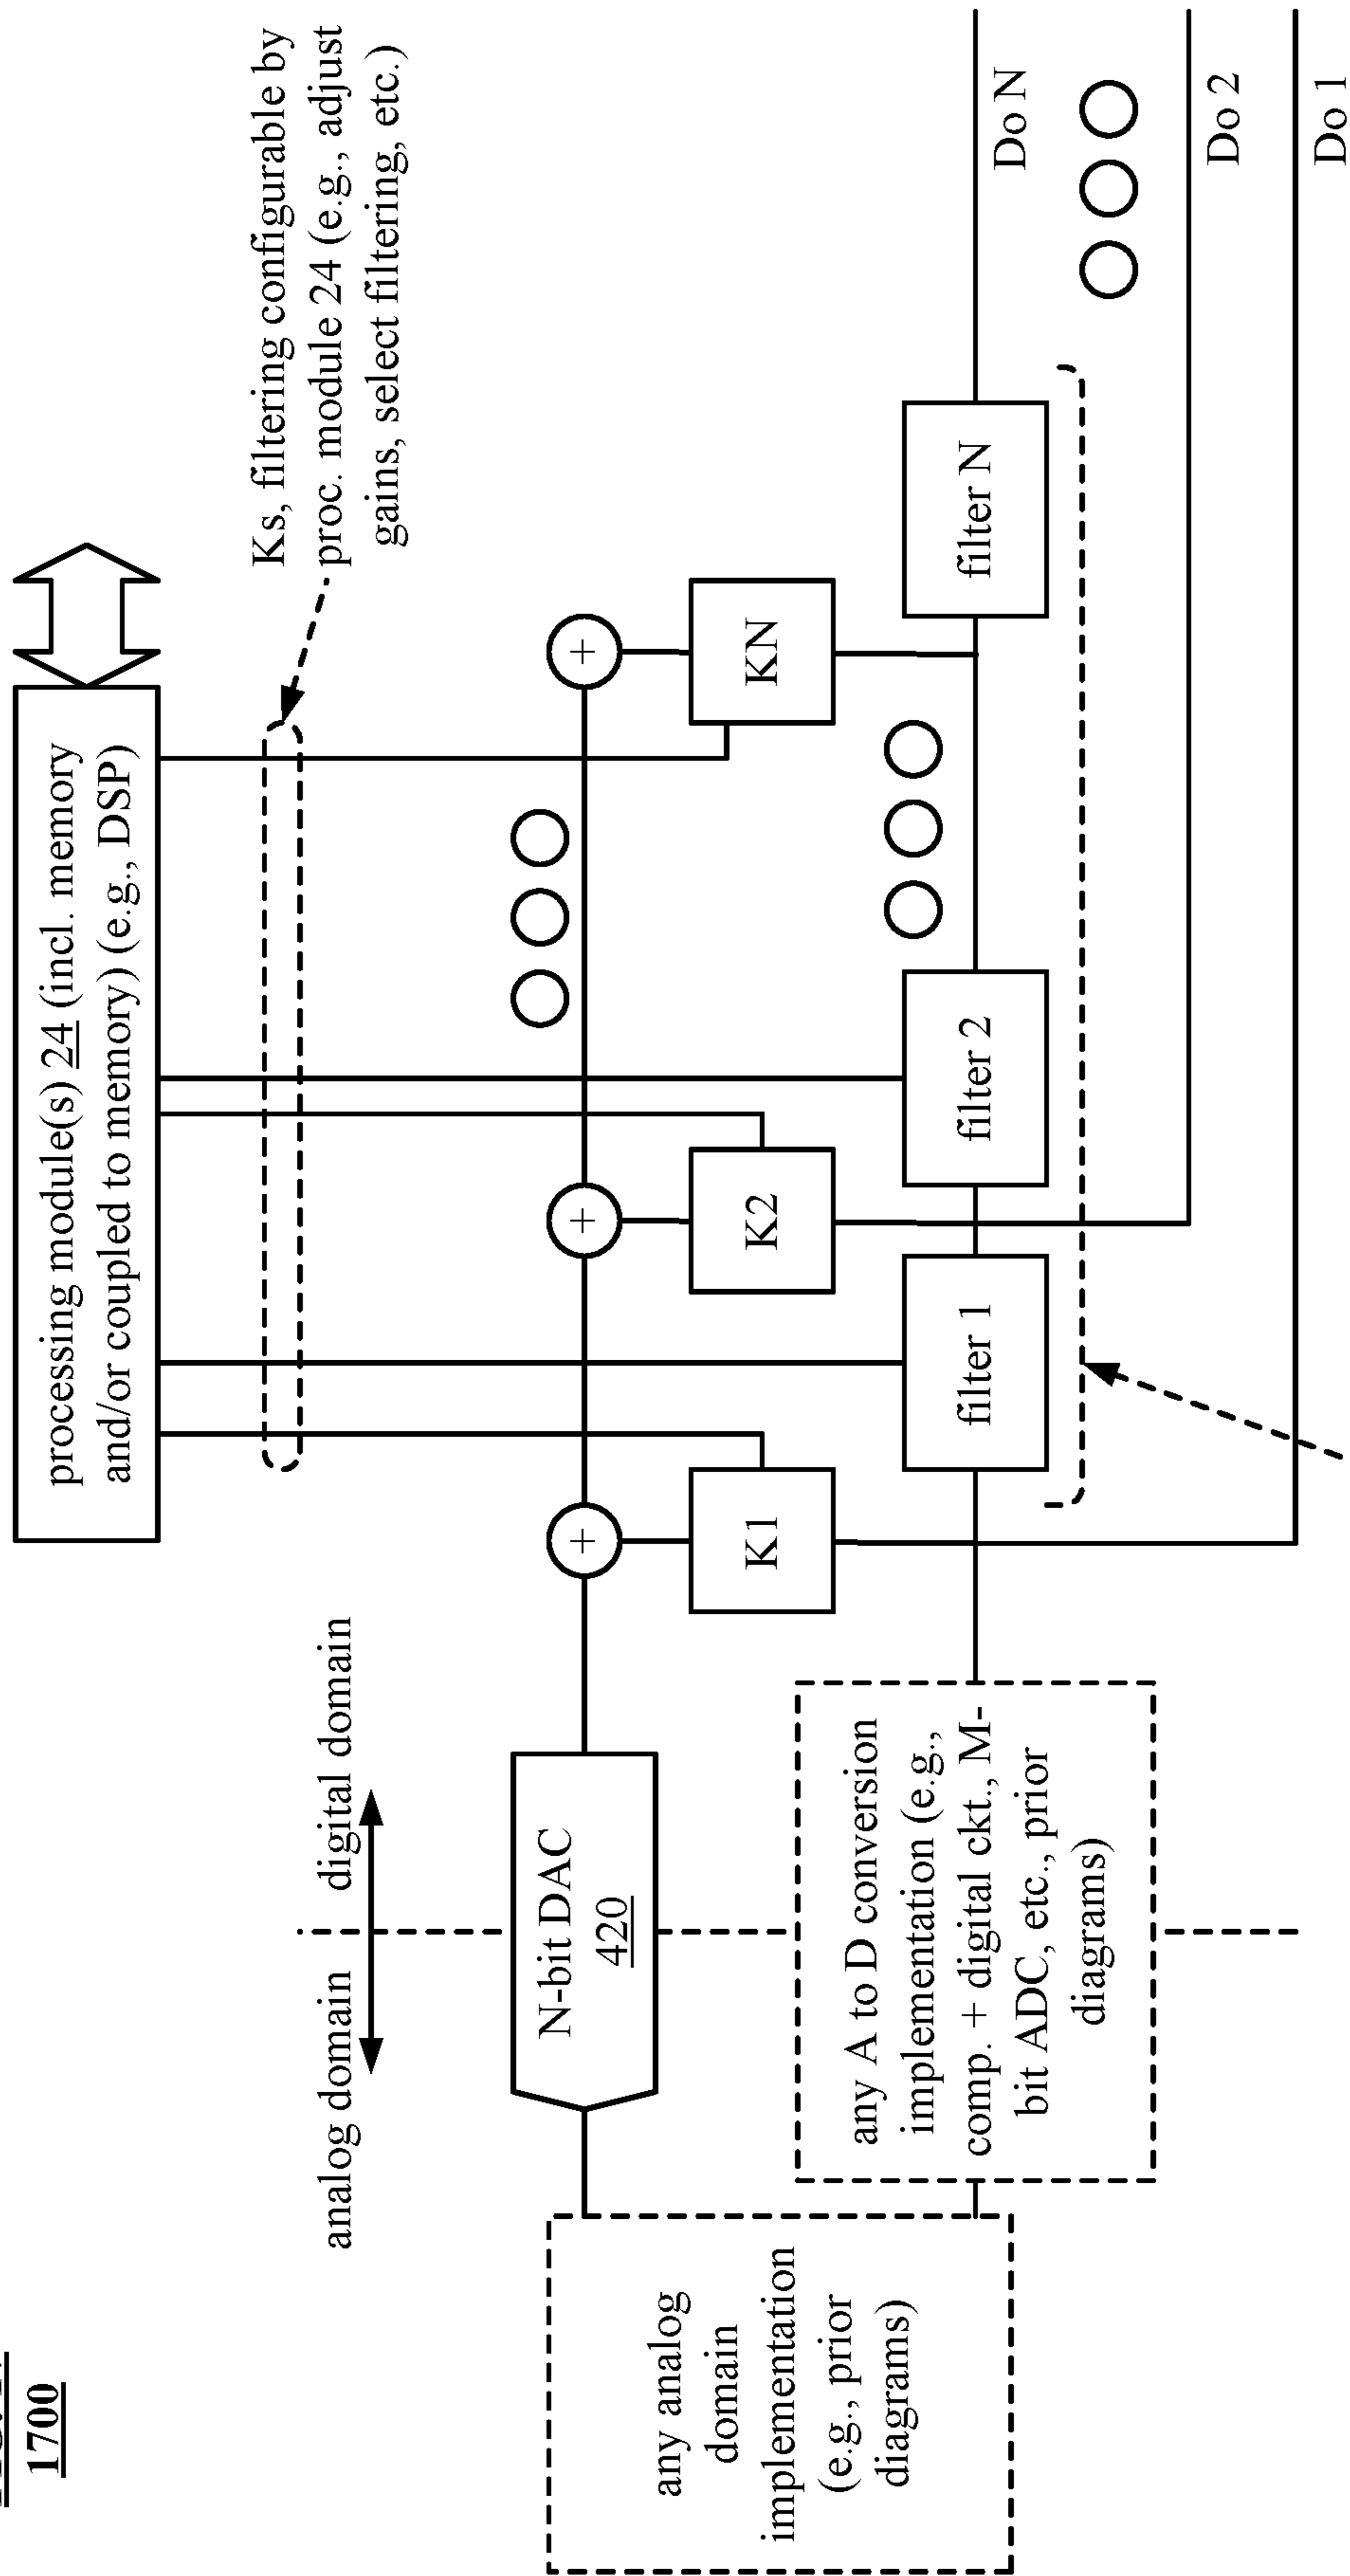 1700
processing module(s) 24 (incl. memory
and/or coupled to memory) (e.g., DSP)
Ks, filtering configurable by
proc. module 24 (e.g., adjust
gains, select filtering, etc.)
analog domain
digital domain
N-bit DAC
420
+
+
+
K1
K2
KN
any analog
domain
implementation
(e.g., prior
diagrams)
any A to D conversion
implementation (e.g.,
comp. + digital ckt., M-
bit ADC, etc., prior
diagrams)
filter 1
filter 2
filter N
Do N
Do 2
Do 1